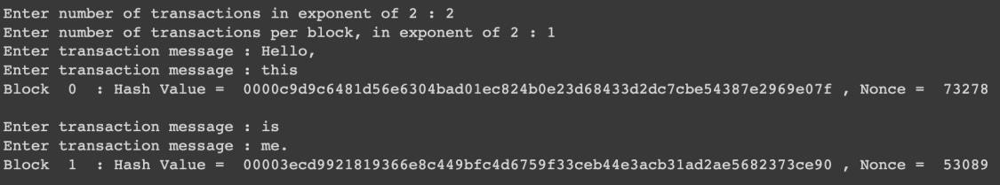 Enter number of transactions in exponent of 2 : 2
Enter number of transactions per block, in exponent of 2 : 1
Enter transaction message : Hello,
Enter transaction message : this
Block  0  : Hash Value =  0000c9d9c6481d56e6304bad01ec824b0e23d68433d2dc7cbe54387e2969e07f , Nonce =  73278
Enter transaction message : is
Enter transaction message : me.
Block  1  : Hash Value =  00003ecd9921819366e8c449bfc4d6759f33ceb44e3acb31ad2ae5682373ce90 , Nonce =  53089